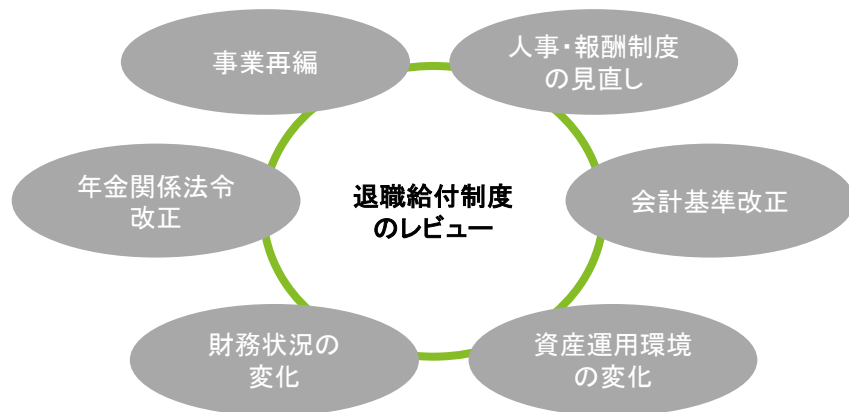 事業再編
人事・報酬制度
の見直し
年金関係法令
改正
退職給付制度
のレビュー
会計基準改正
財務状況の
変化
資産運用環境
の変化